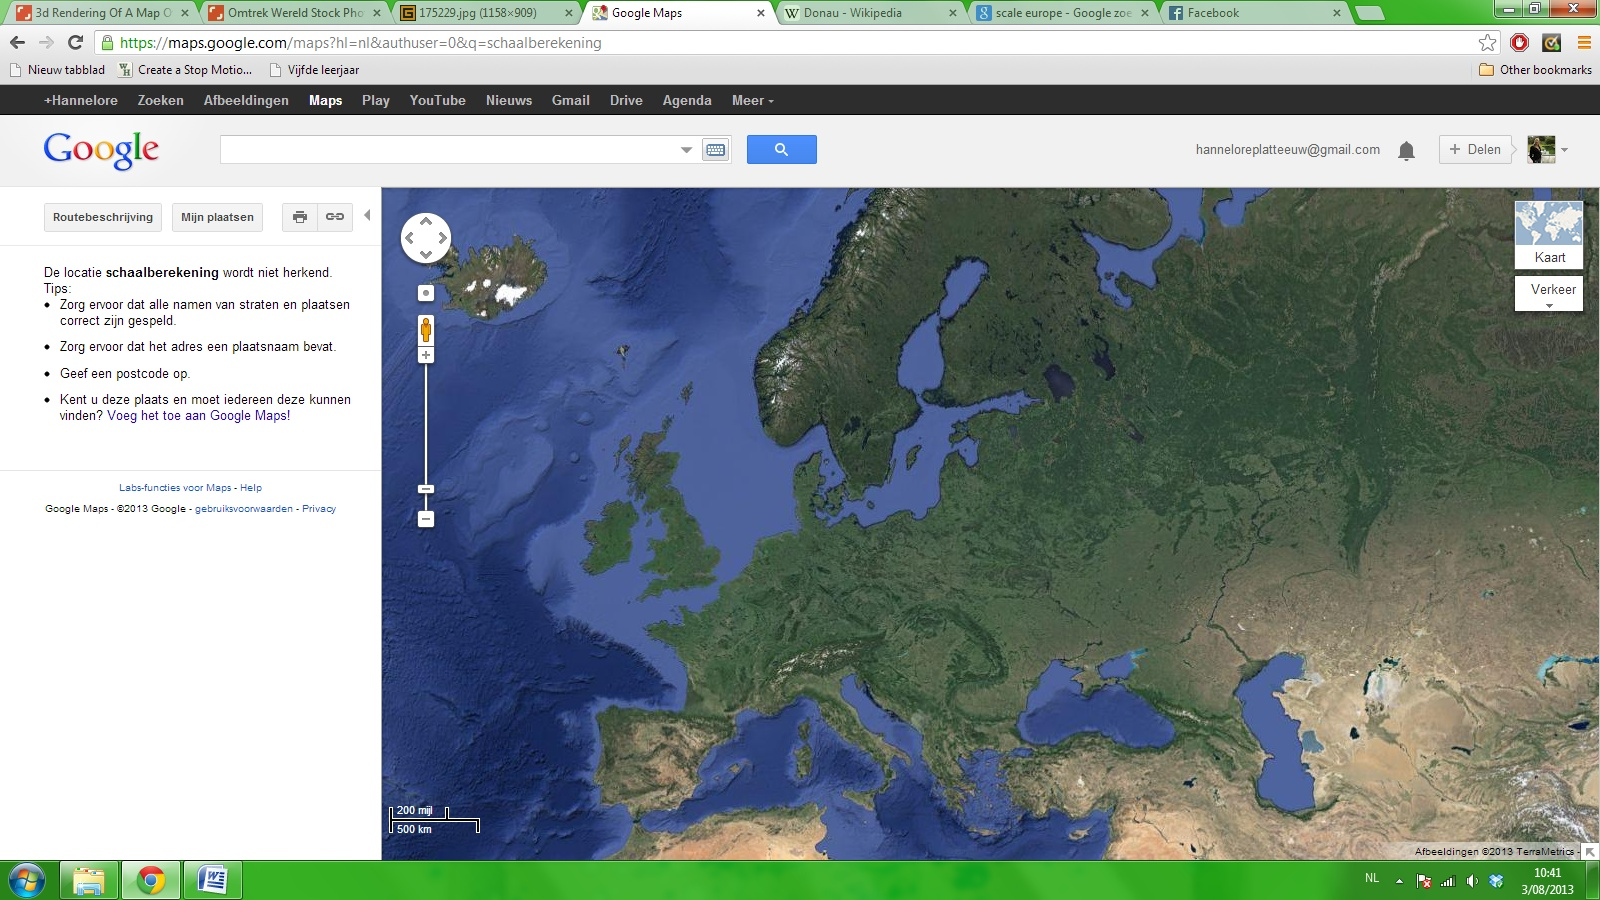 3d Rendering Of A Map O
Omtrek Wereld Stock Pho
175229.jpg (1158×909)
Google Maps
Donau - Wikipedia
scale europe - Google zoe
Facebook
https://maps.google.com/maps?hl=nl&authuser=0&q=schaalberekening
Nieuw tabblad
Create a Stop Motio...
Vijfde leerjaar
Other bookmarks
+Hannelore Zoeken Afbeeldingen Maps Play YouTube Nieuws Gmail Drive Agenda Meer
Google
hanneloreplatteeuw@gmail.com
+ Delen
Routebeschrijving
Mijn plaatsen
De locatie schaalberekening wordt niet herkend.
Tips:
Zorg ervoor dat alle namen van straten en plaatsen
correct zijn gespeld.
Zorg ervoor dat het adres een plaatsnaam bevat.
Geef een postcode op.
Kent u deze plaats en moet iedereen deze kunnen
vinden? Voeg het toe aan Google Maps!
Labs-functies voor Maps - Help
Google Maps - ©2013 Google - gebruiksvoorwaarden - Privacy
Kaart
Verkeer
200 mijl
500 km
Afbeeldingen ©2013 TerraMetrics -
NL
10:41
3/08/2013